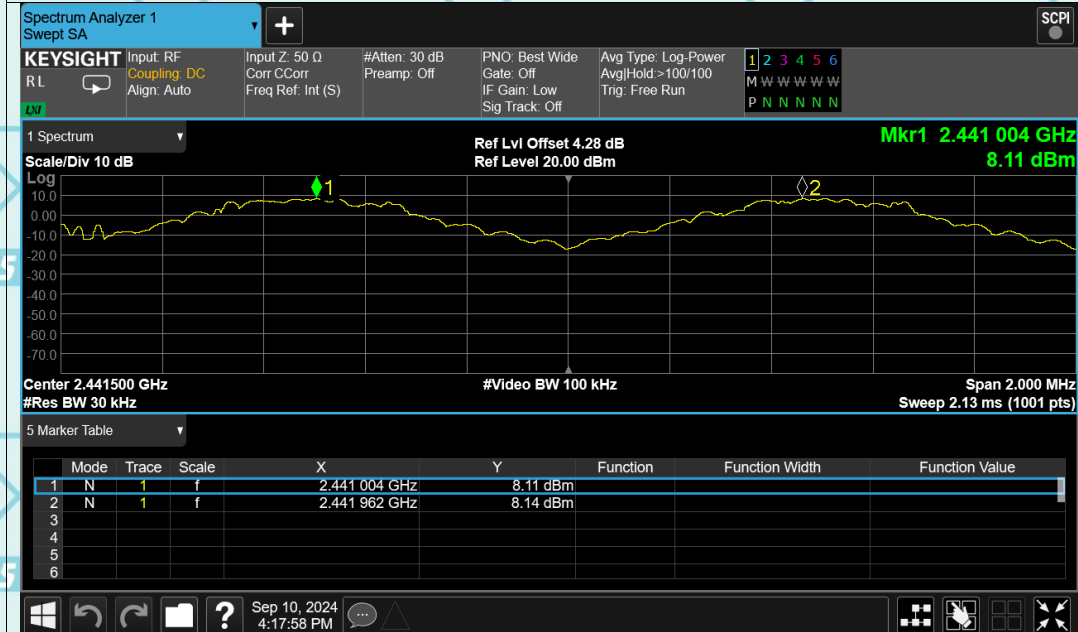 Spectrum Analyzer 1
Swept SA
+
SCPI
KEYSIGHT
RL
LXI
Input: RF
Coupling: DC
Align: Auto
Input Z: 50 Ω
Corr CCorr
Freq Ref: Int (S)
#Atten: 30 dB
Preamp: Off
PNO: Best Wide
Gate: Off
IF Gain: Low
Sig Track: Off
Avg Type: Log-Power
Avg|Hold:>100/100
Trig: Free Run
1 2 3 4 5 6
M W W W W W
P N N N N N
1 Spectrum
Scale/Div 10 dB
Ref Lvl Offset 4.28 dB
Ref Level 20.00 dBm
Mkr1 2.441 004 GHz
8.11 dBm
Log
1
2
10.0
0.00
-10.0
-20.0
-30.0
-40.0
-50.0
-60.0
-70.0
Center 2.441500 GHz
#Video BW 100 kHz
Span 2.000 MHz
#Res BW 30 kHz
Sweep 2.13 ms (1001 pts)
5 Marker Table
Mode Trace Scale X Y Function Function Width Function Value
1 N 1 f 2.441 004 GHz 8.11 dBm
2 N 1 f 2.441 962 GHz 8.14 dBm
3
4
5
6
?
Sep 10, 2024
4:17:58 PM